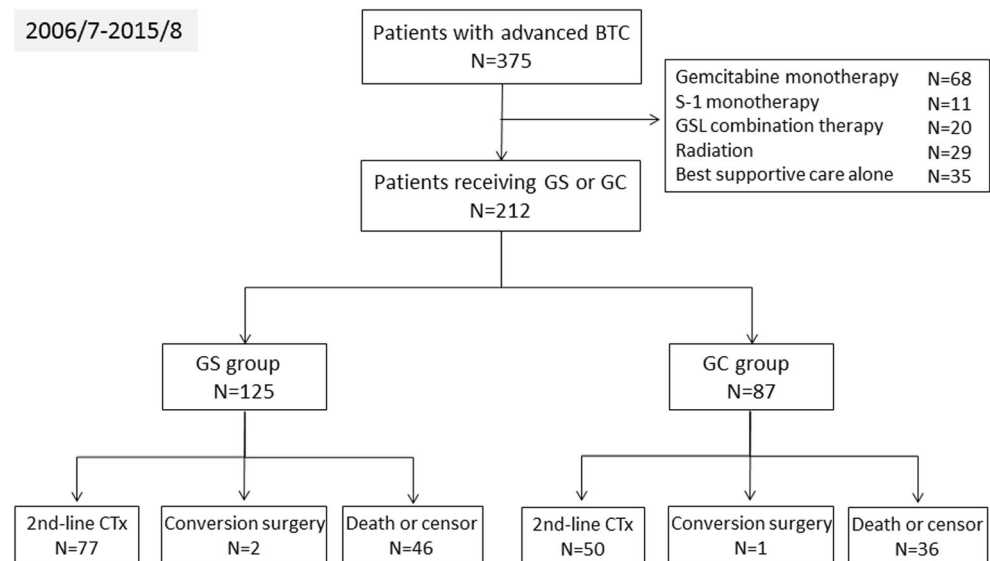 2006/7-2015/8
Patients with advanced BTC
N=375
Gemcitabine monotherapy N=68
S-1 monotherapy N=11
GSL combination therapy N=20
Radiation N=29
Best supportive care alone N=35
Patients receiving GS or GC
N=212
GS group
N=125
GC group
N=87
2nd-line CTx
N=77
Conversion surgery
N=2
Death or censor
N=46
2nd-line CTx
N=50
Conversion surgery
N=1
Death or censor
N=36